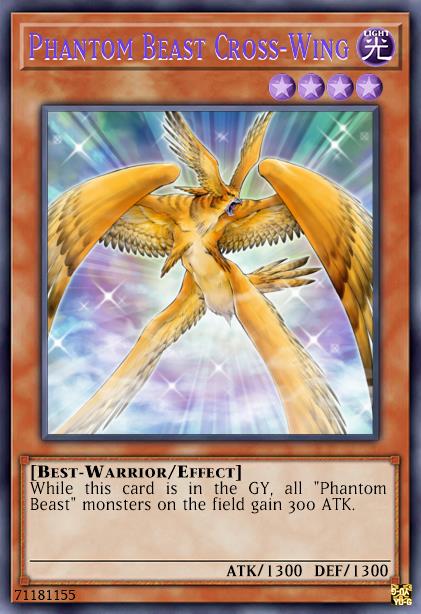 Phantom Beast Cross-Wing
LIGHT
光
[Best-Warrior/Effect]
While this card is in the GY, all "Phantom
Beast" monsters on the field gain 300 ATK.
ATK/1300 DEF/1300
71181155